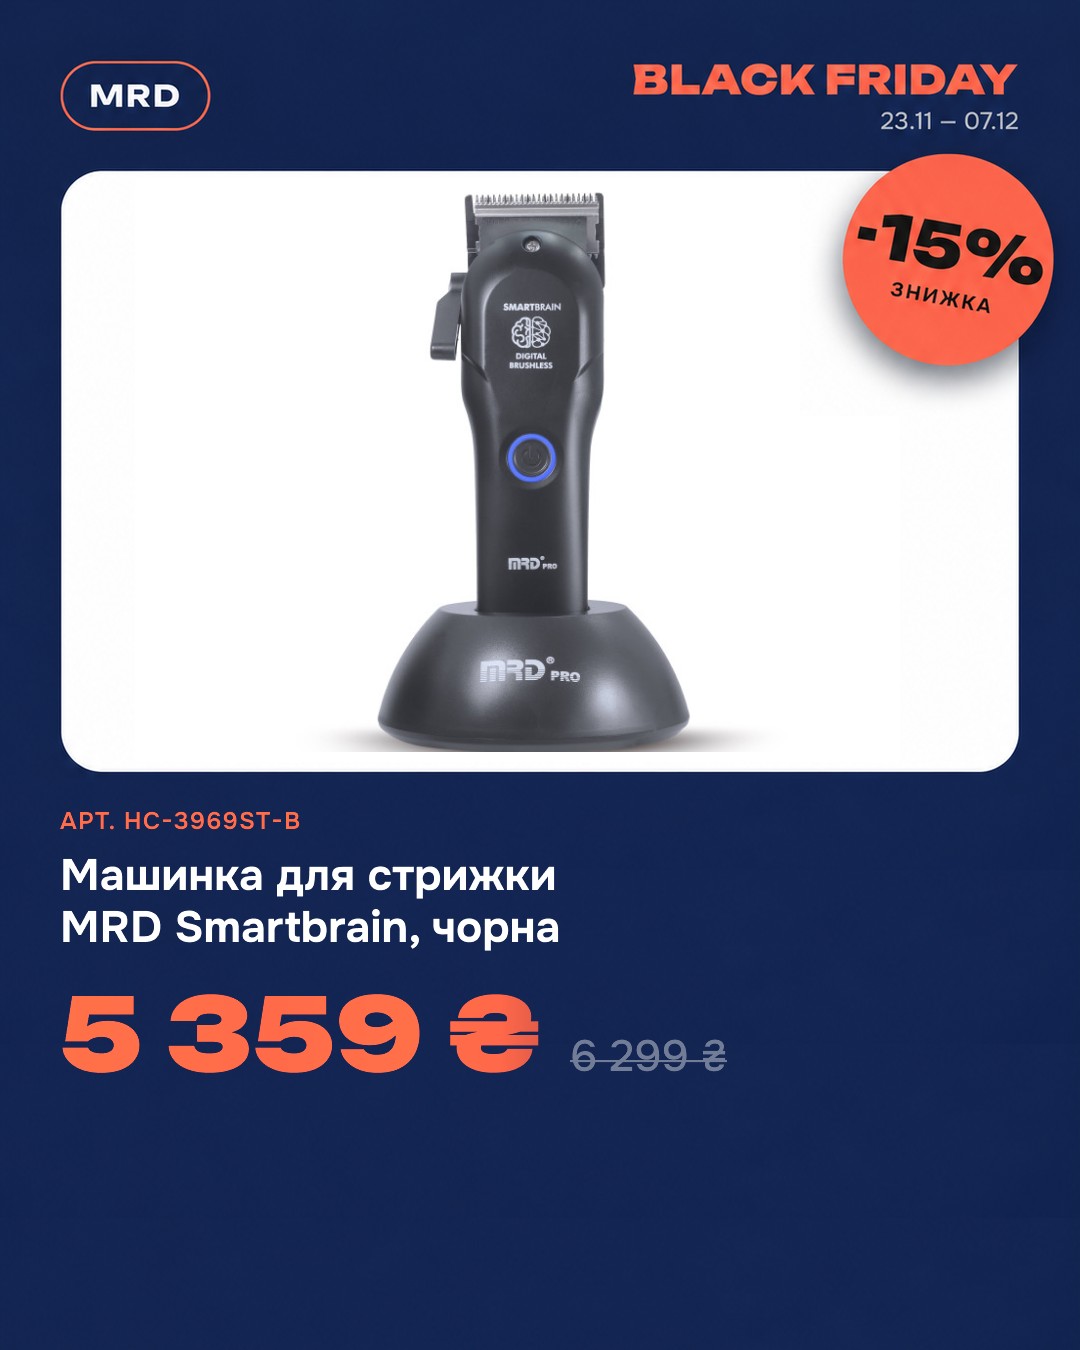 MRD
BLACK FRIDAY
23.11 – 07.12
-15%
ЗНИЖКА
SMARTBRAIN
DIGITAL
BRUSHLESS
MRD® PRO
MRD® PRO
АРТ. HC-3969ST-B
Машинка для стрижки
MRD Smartbrain, чорна
5 359 ₴ 6 299 ₴